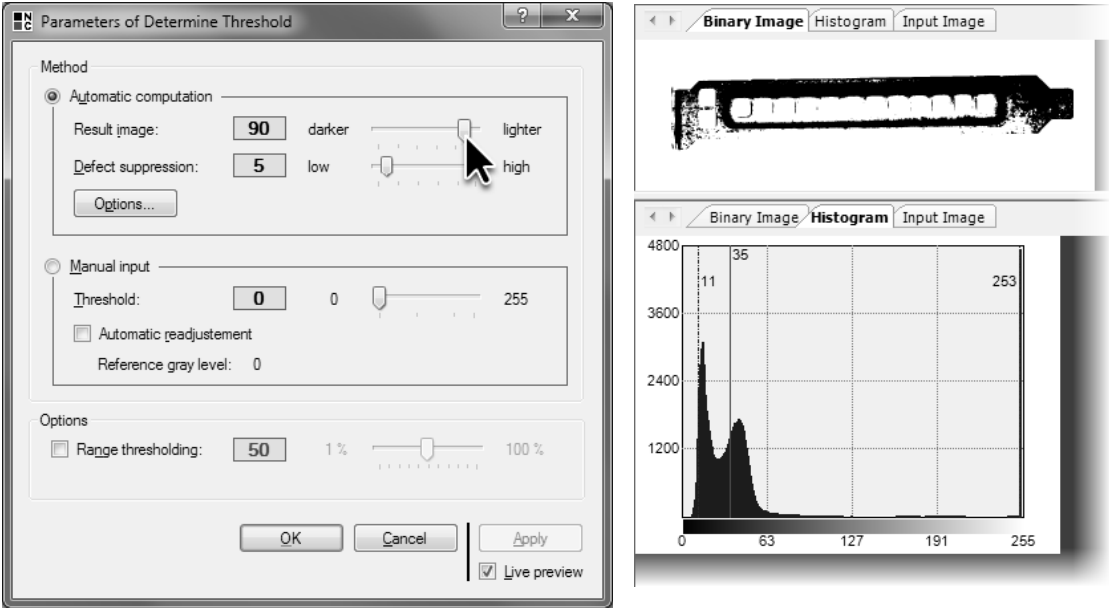 NC Parameters of Determine Threshold ? X
Method
Automatic computation
Result image: 90 darker lighter
Defect suppression: 5 low high
Options...
Manual input
Threshold: 0 0 255
Automatic readjustement
Reference gray level: 0
Options
Range thresholding: 50 1 % 100 %
OK Cancel Apply
Live preview
Binary Image Histogram Input Image
Binary Image Histogram Input Image
4800
35
11 253
3600
2400
1200
0 63 127 191 255